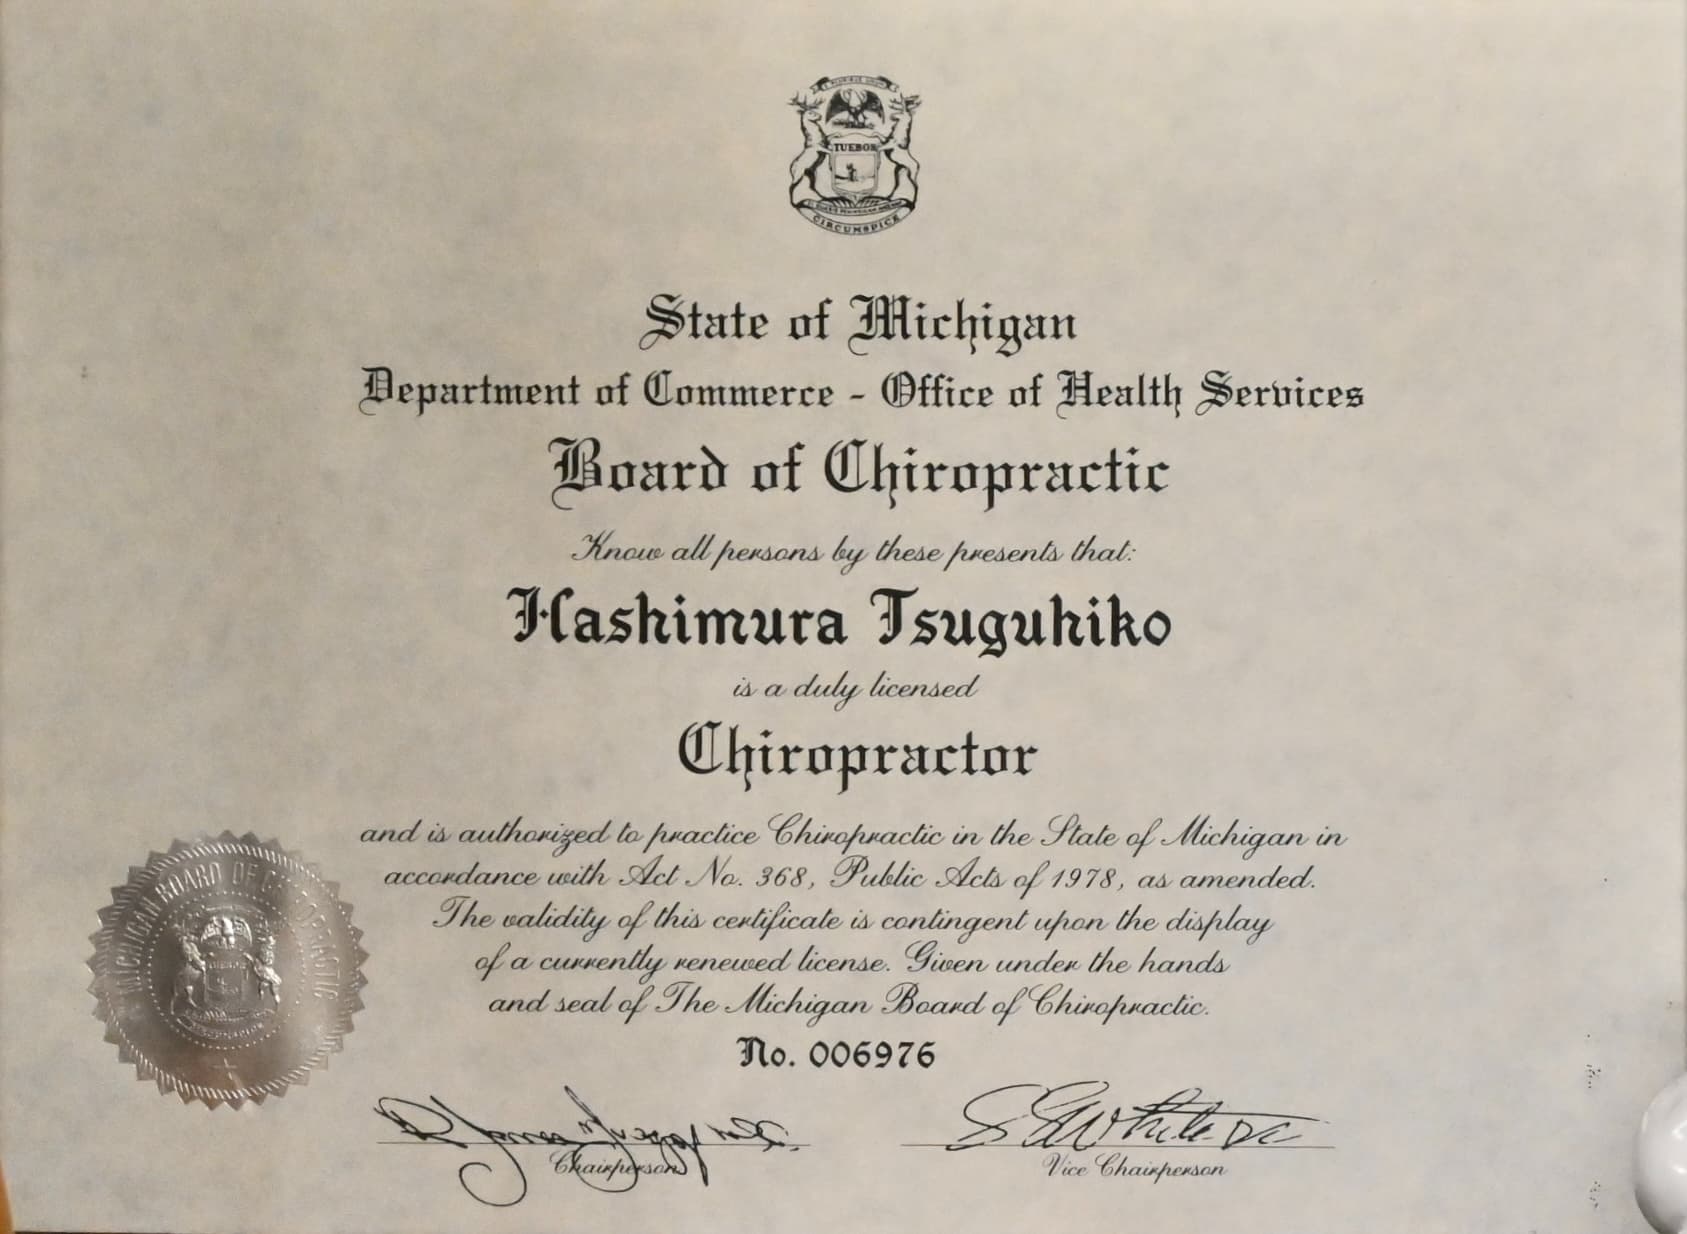 TUEBOR
CIRCUMSPICE
State of Michigan
Department of Commerce - Office of Health Services
Board of Chiropractic
Know all persons by these presents that:
Hashimura Tsuguhiko
is a duly licensed
Chiropractor
and is authorized to practice Chiropractic in the State of Michigan in
accordance with Act No. 368, Public Acts of 1978, as amended.
The validity of this certificate is contingent upon the display
of a currently renewed license. Given under the hands
and seal of The Michigan Board of Chiropractic.
MICHIGAN BOARD OF CHIROPRACTIC
No. 006976
Chairperson
Vice Chairperson